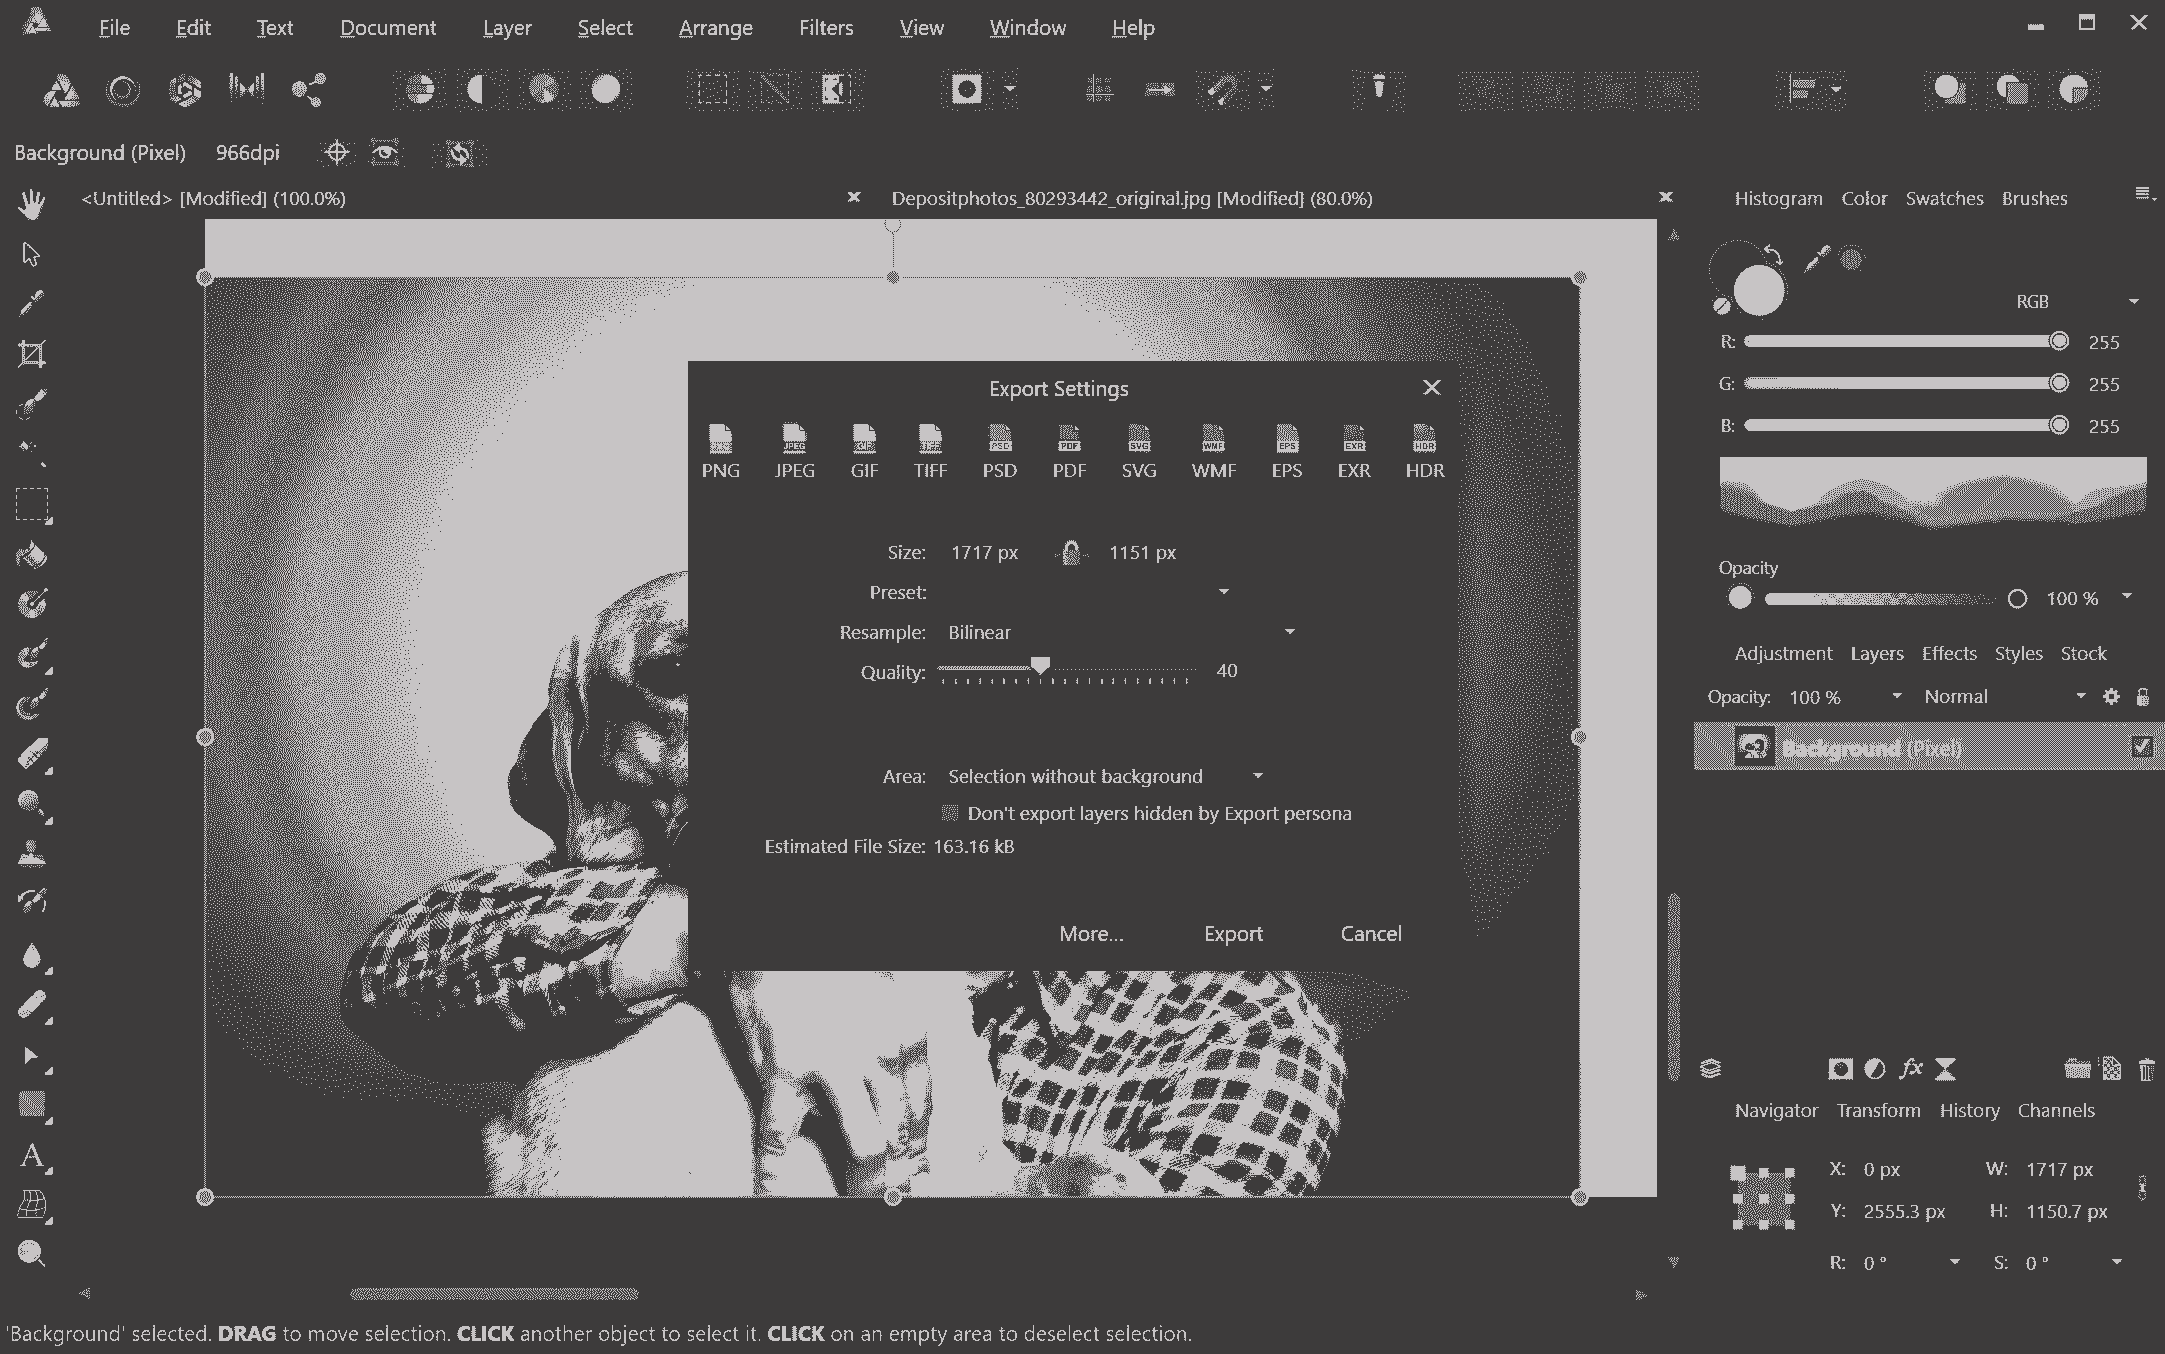 File Edit Text Document Layer Select Arrange Filters View Window Help
Background (Pixel) 966dpi
<Untitled> [Modified] (100.0%)
Depositphotos_80293442_original.jpg [Modified] (80.0%)
Histogram Color Swatches Brushes
RGB
R: 255
G: 255
B: 255
Opacity
100 %
Adjustment Layers Effects Styles Stock
Opacity: 100 % Normal
Background (Pixel)
Export Settings
PNG JPEG GIF TIFF PSD PDF SVG WMF EPS EXR HDR
Size: 1717 px 1151 px
Preset:
Resample: Bilinear
Quality: 40
Area: Selection without background
Don't export layers hidden by Export persona
Estimated File Size: 163.16 kB
More... Export Cancel
fx
Navigator Transform History Channels
X: 0 px W: 1717 px
Y: 2555.3 px H: 1150.7 px
R: 0 ° S: 0 °
'Background' selected. DRAG to move selection. CLICK another object to select it. CLICK on an empty area to deselect selection.